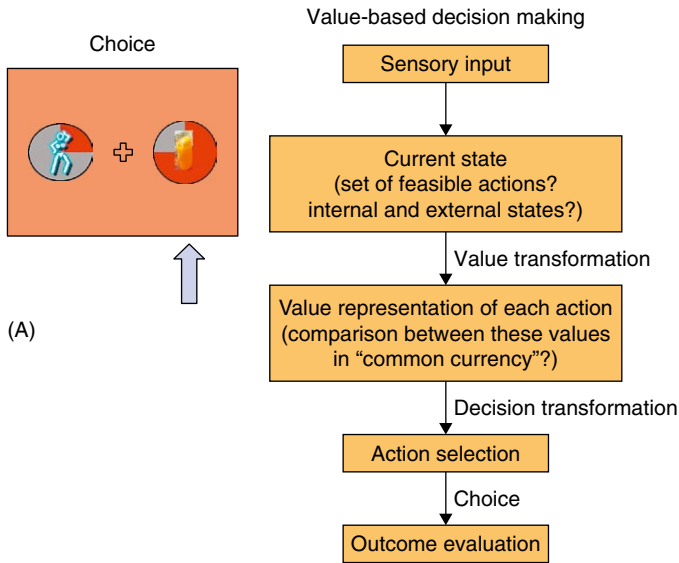 Value-based decision making
Choice
(A)
Sensory input
Current state
(set of feasible actions?
internal and external states?)
Value transformation
Value representation of each action
(comparison between these values
in “common currency”?)
Decision transformation
Action selection
Choice
Outcome evaluation